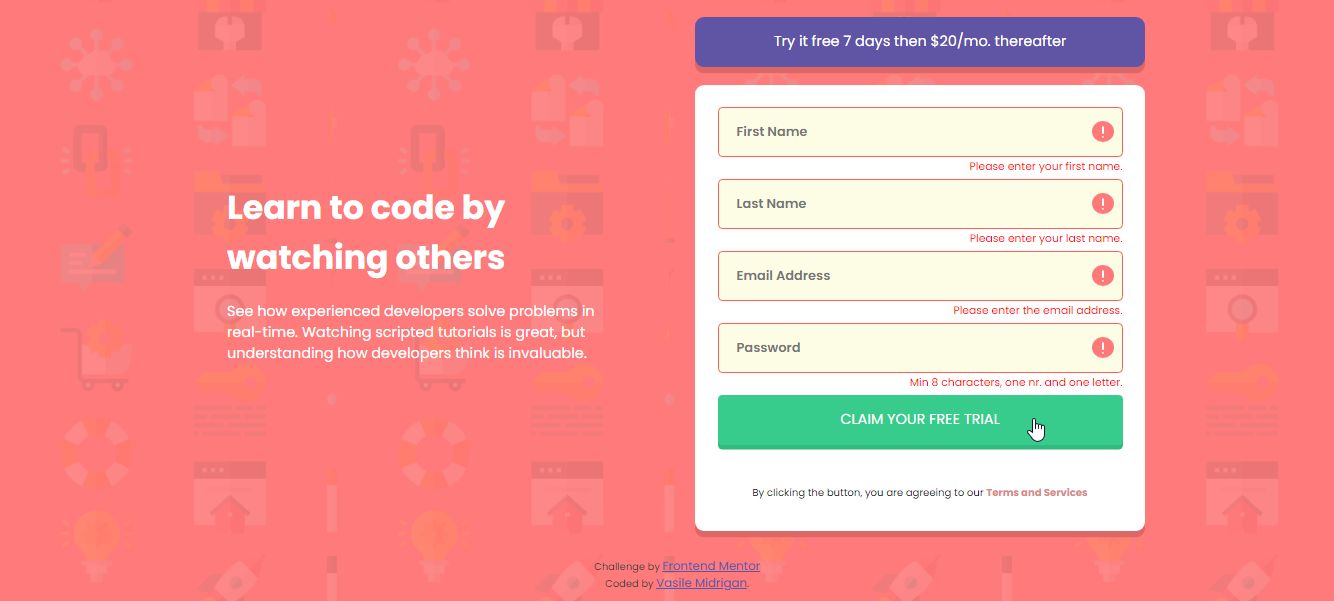 Learn to code by
watching others
See how experienced developers solve problems in
real-time. Watching scripted tutorials is great, but
understanding how developers think is invaluable.
Try it free 7 days then $20/mo. thereafter
First Name
Please enter your first name.
Last Name
Please enter your last name.
Email Address
Please enter the email address.
Password
Min 8 characters, one nr. and one letter.
CLAIM YOUR FREE TRIAL
By clicking the button, you are agreeing to our Terms and Services
Challenge by Frontend Mentor
Coded by Vasile Midrigan.